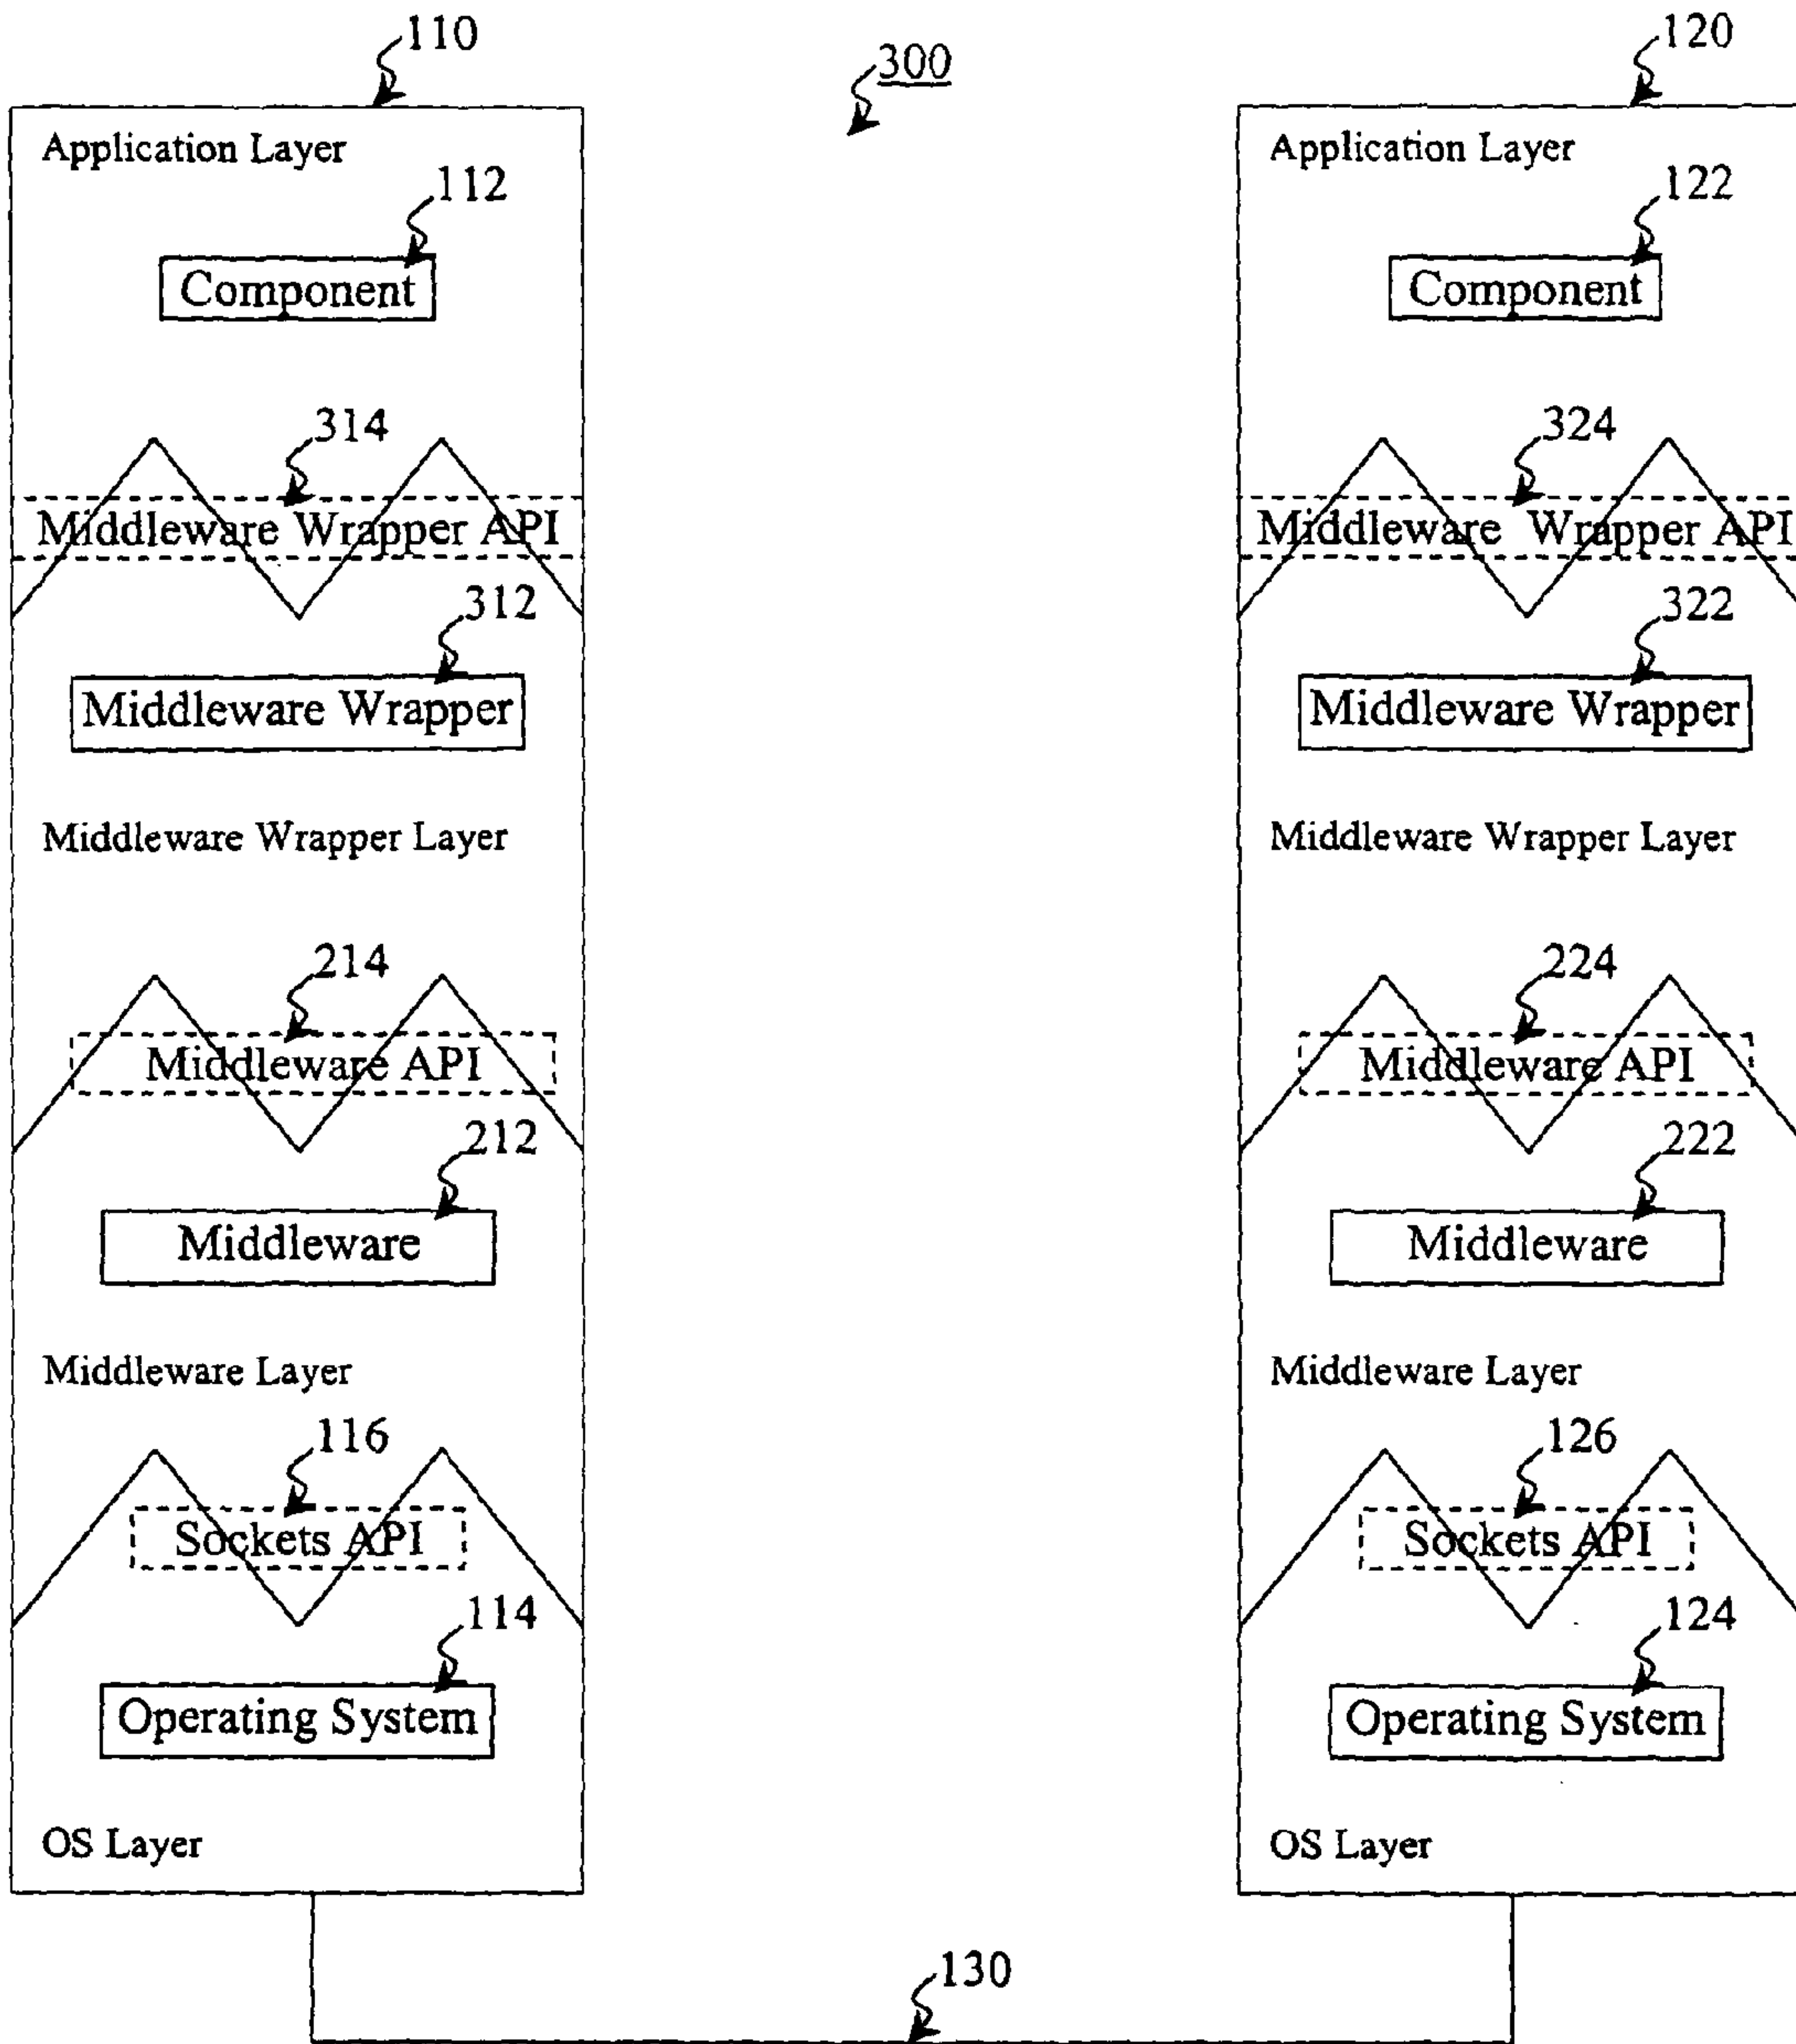 110
300
120
Application Layer
Application Layer
112
122
Component
Component
314
324
Middleware Wrapper API
Middleware Wrapper API
312
322
Middleware Wrapper
Middleware Wrapper
Middleware Wrapper Layer
Middleware Wrapper Layer
214
224
Middleware API
Middleware API
212
222
Middleware
Middleware
Middleware Layer
Middleware Layer
116
126
Sockets API
Sockets API
114
124
Operating System
Operating System
OS Layer
OS Layer
130